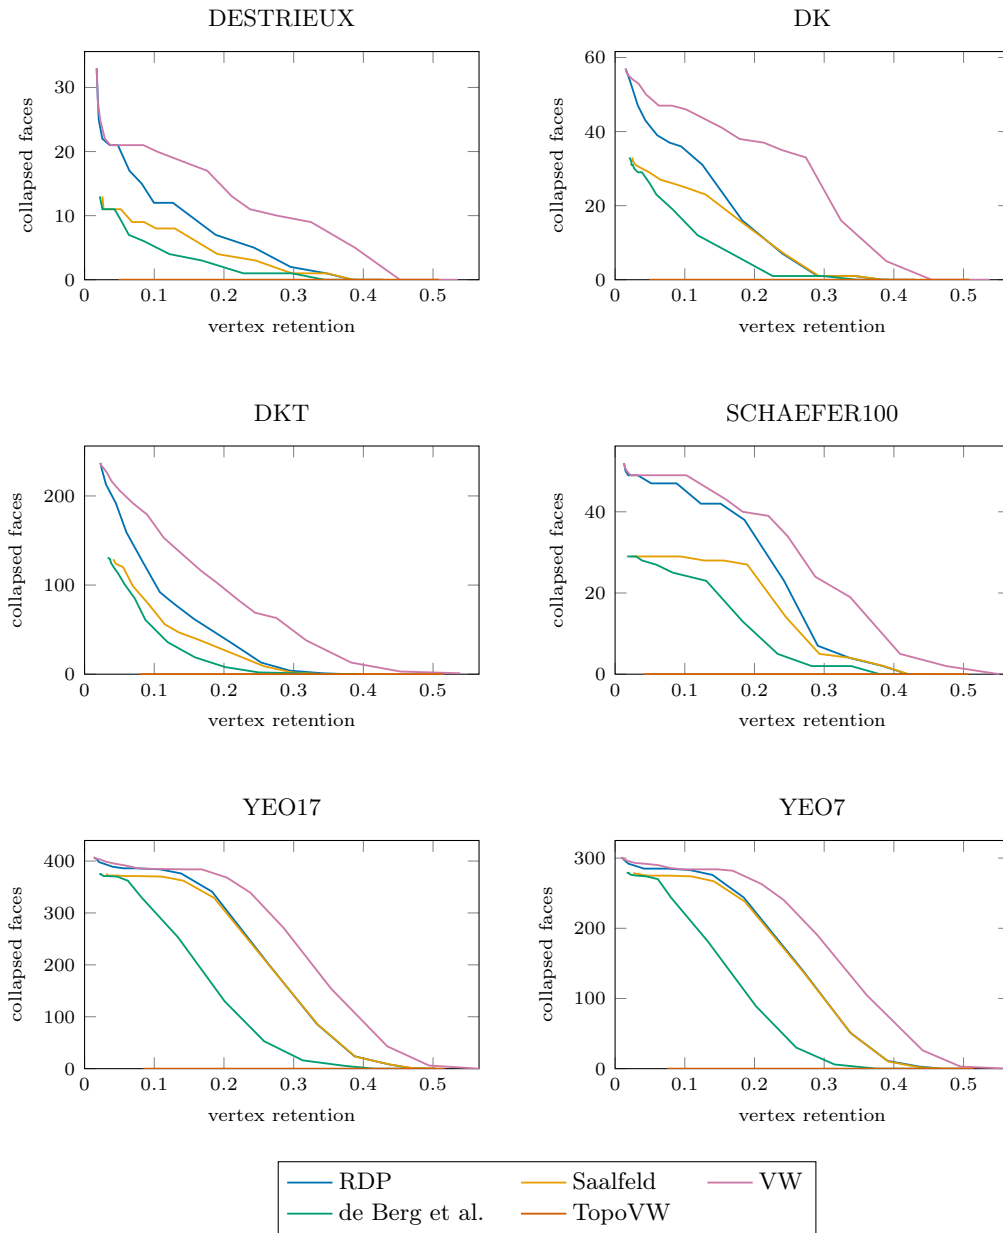 DESTRIEUX
DK
collapsed faces
30
20
10
0
0
0.1
0.2
0.3
0.4
0.5
vertex retention
collapsed faces
60
40
20
0
0
0.1
0.2
0.3
0.4
0.5
vertex retention
DKT
SCHAEFER100
collapsed faces
200
100
0
0
0.1
0.2
0.3
0.4
0.5
vertex retention
collapsed faces
40
20
0
0
0.1
0.2
0.3
0.4
0.5
vertex retention
YEO17
YEO7
collapsed faces
400
300
200
100
0
0
0.1
0.2
0.3
0.4
0.5
vertex retention
collapsed faces
300
200
100
0
0
0.1
0.2
0.3
0.4
0.5
vertex retention
RDP
Saalfeld
VW
de Berg et al.
TopoVW